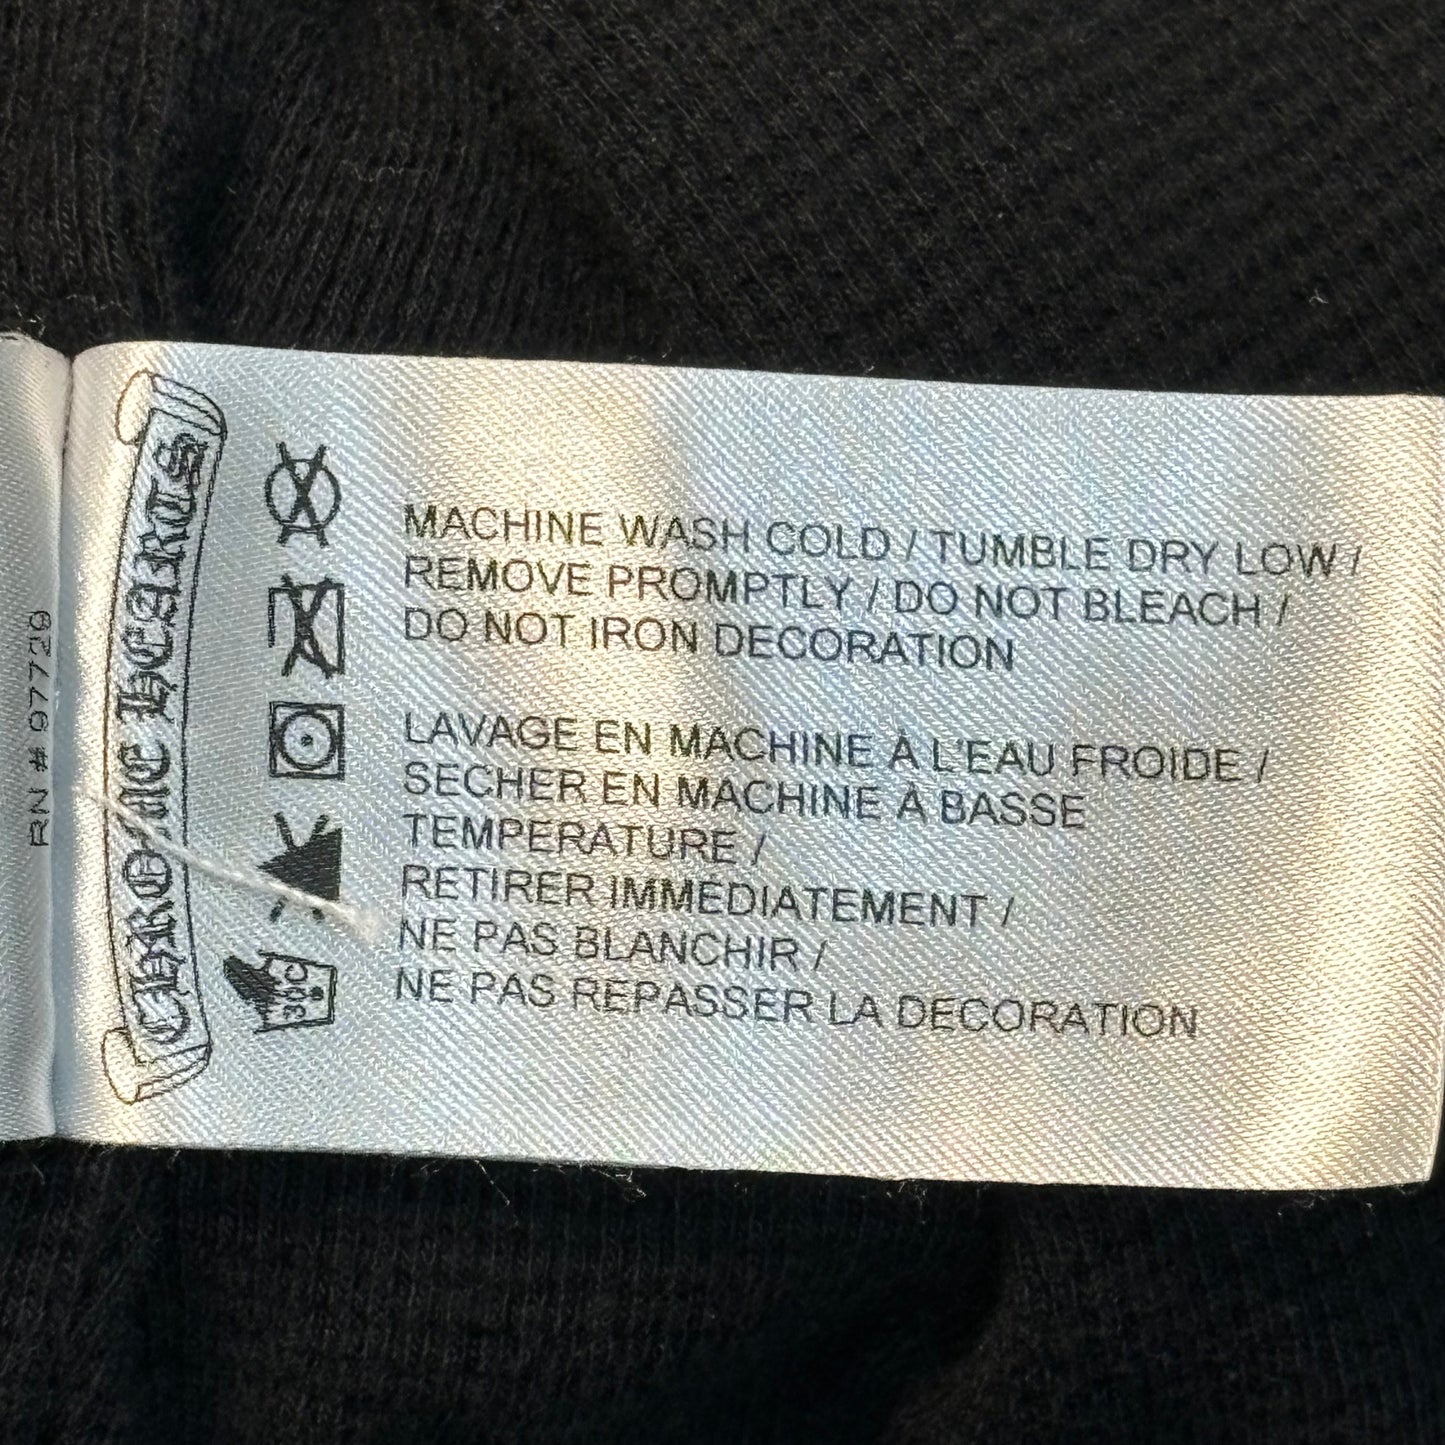 RN # 97729
CHROME HEARTS
30C
MACHINE WASH COLD / TUMBLE DRY LOW /
REMOVE PROMPTLY / DO NOT BLEACH /
DO NOT IRON DECORATION
LAVAGE EN MACHINE À L'EAU FROIDE /
SECHER EN MACHINE À BASSE
TEMPERATURE /
RETIRER IMMEDIATEMENT /
NE PAS BLANCHIR /
NE PAS REPASSER LA DECORATION